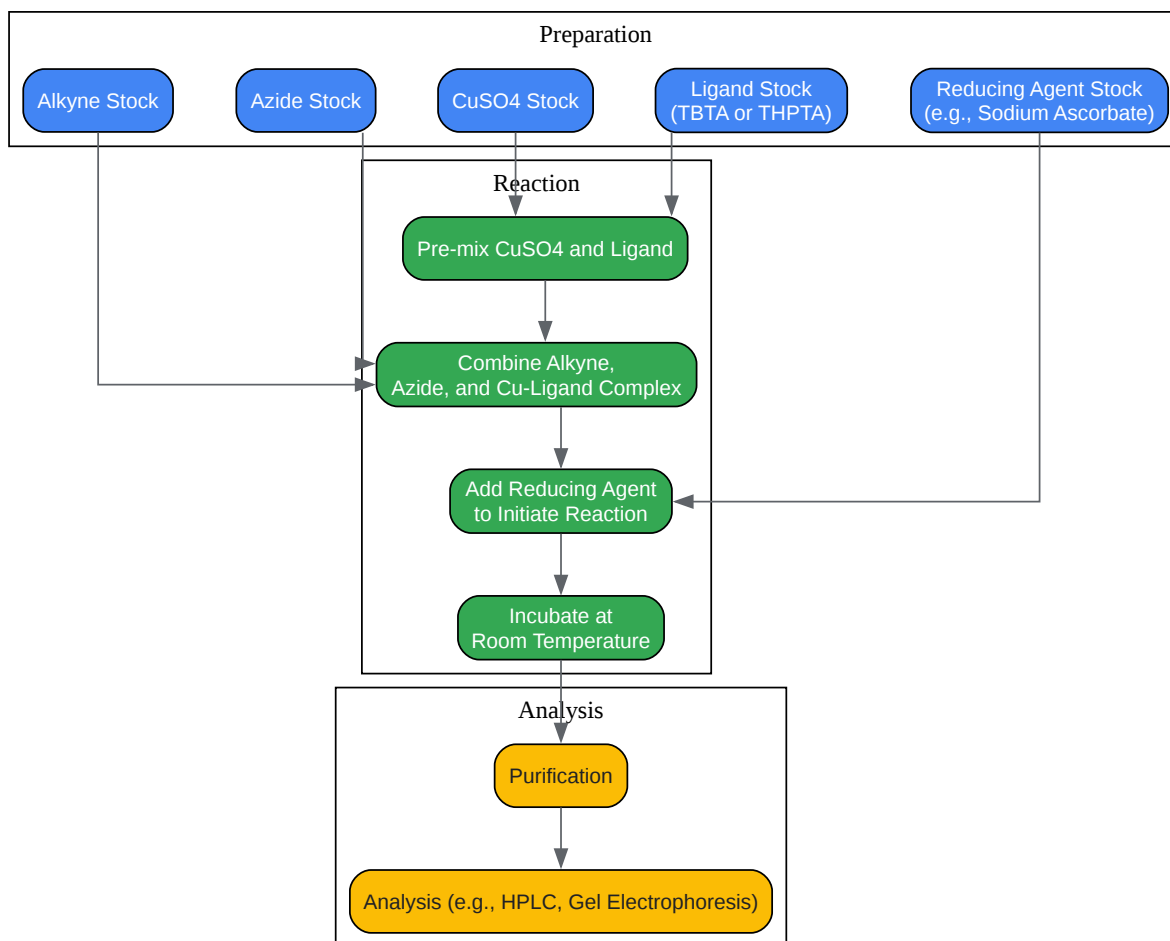 Preparation
Alkyne Stock
Azide Stock
CuSO4 Stock
Ligand Stock
(TBTA or THPTA)
Reducing Agent Stock
(e.g., Sodium Ascorbate)
Reaction
Pre-mix CuSO4 and Ligand
Combine Alkyne,
Azide, and Cu-Ligand Complex
Add Reducing Agent
to Initiate Reaction
Incubate at
Room Temperature
Analysis
Purification
Analysis (e.g., HPLC, Gel Electrophoresis)